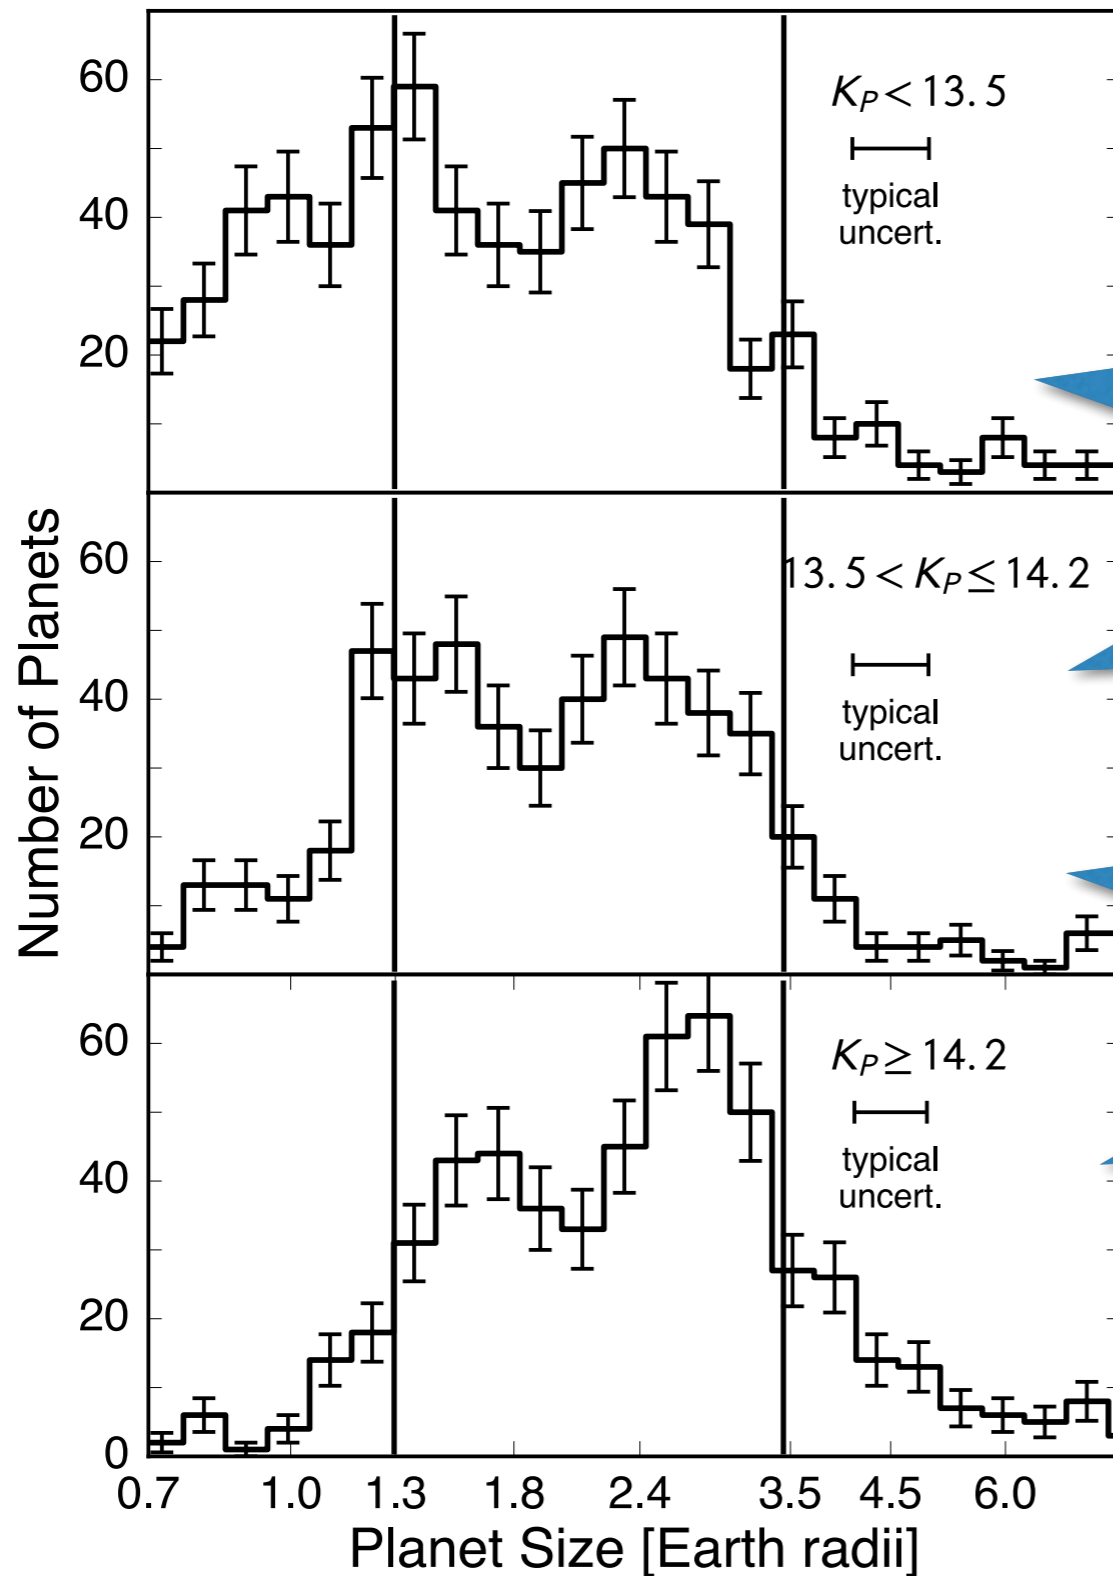 Number of Planets
60
40
20
K_P < 13.5
typical
uncert.
60
40
20
13.5 < K_P ≤ 14.2
typical
uncert.
60
40
20
0
K_P ≥ 14.2
typical
uncert.
0.7 1.0 1.3 1.8 2.4 3.5 4.5 6.0
Planet Size [Earth radii]